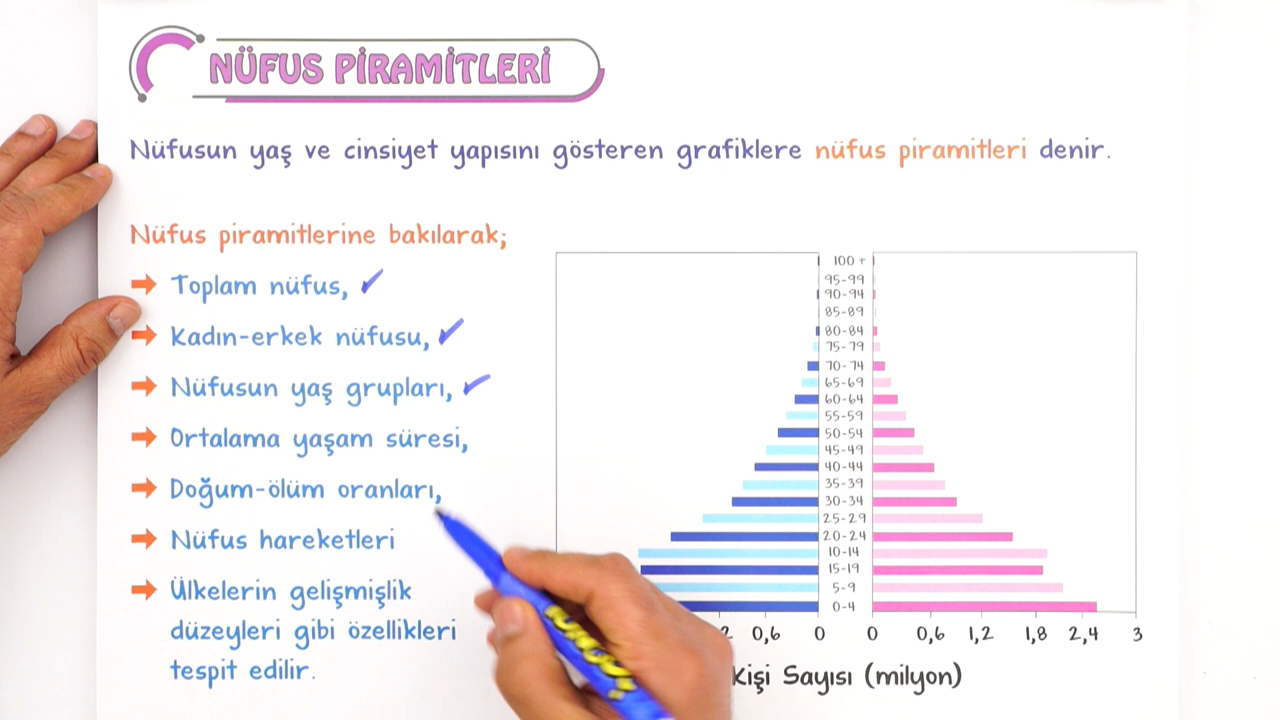 NÜFUS PİRAMİTLERİ
Nüfusun yaş ve cinsiyet yapısını gösteren grafiklere nüfus piramitleri denir.
Nüfus piramitlerine bakılarak;
Toplam nüfus,
Kadın-erkek nüfusu,
Nüfusun yaş grupları,
Ortalama yaşam süresi,
Doğum-ölüm oranları,
Nüfus hareketleri
Ülkelerin gelişmişlik
düzeyleri gibi özellikleri
tespit edilir.
100 +
95-99
90-94
85-89
80-84
75-79
70-74
65-69
60-64
55-59
50-54
45-49
40-44
35-39
30-34
25-29
20-24
10-14
15-19
5-9
0-4
2 0,6 0 0 0,6 1,2 1,8 2,4 3
Kişi Sayısı (milyon)